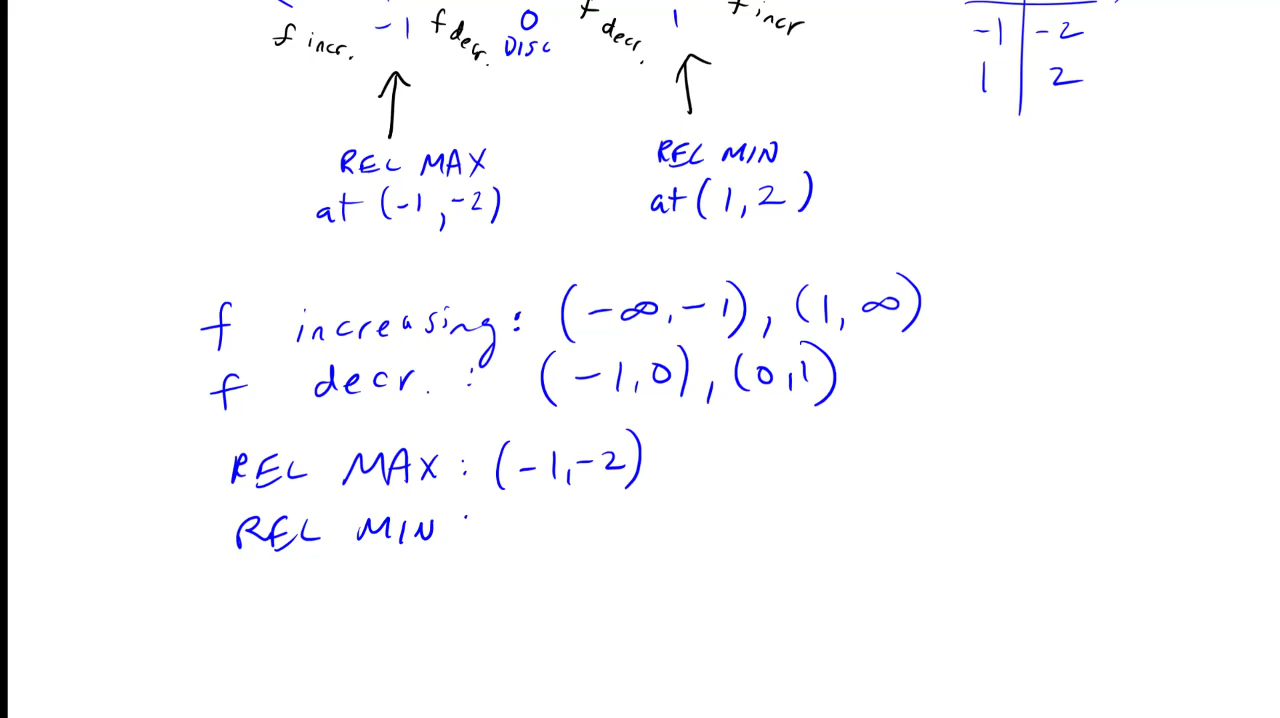 f incr. -1 f decr. 0 f decr. 1 f incr
DISC
-1 -2
1 2
REL MAX
at (-1, -2)
REL MIN
at (1, 2)
f increasing: (-∞, -1), (1, ∞)
f decr. : (-1, 0), (0, 1)
REL MAX : (-1, -2)
REL MIN :